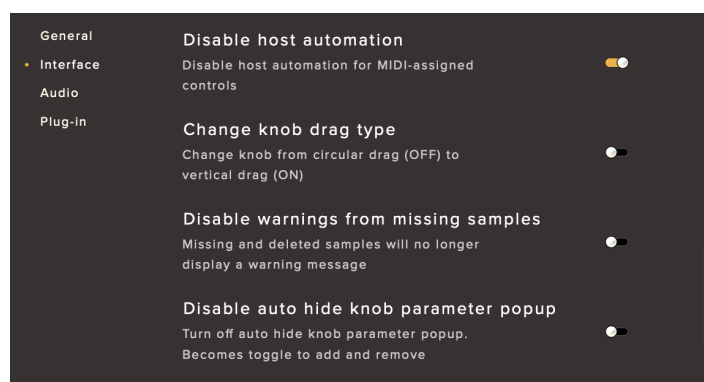 General
Interface
Audio
Plug-in
Disable host automation
Disable host automation for MIDI-assigned
controls
Change knob drag type
Change knob from circular drag (OFF) to
vertical drag (ON)
Disable warnings from missing samples
Missing and deleted samples will no longer
display a warning message
Disable auto hide knob parameter popup
Turn off auto hide knob parameter popup.
Becomes toggle to add and remove